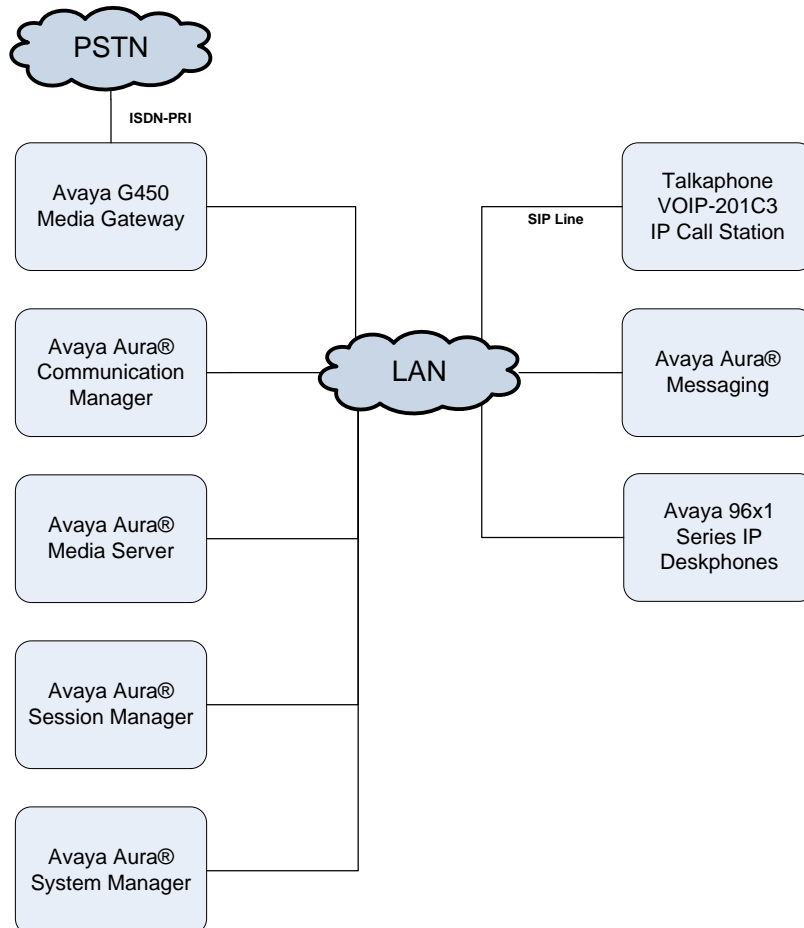 PSTN
ISDN-PRI
Avaya G450
Media Gateway
Avaya Aura®
Communication
Manager
Avaya Aura®
Media Server
Avaya Aura®
Session Manager
Avaya Aura®
System Manager
LAN
SIP Line
Talkaphone
VOIP-201C3
IP Call Station
Avaya Aura®
Messaging
Avaya 96x1
Series IP
Deskphones